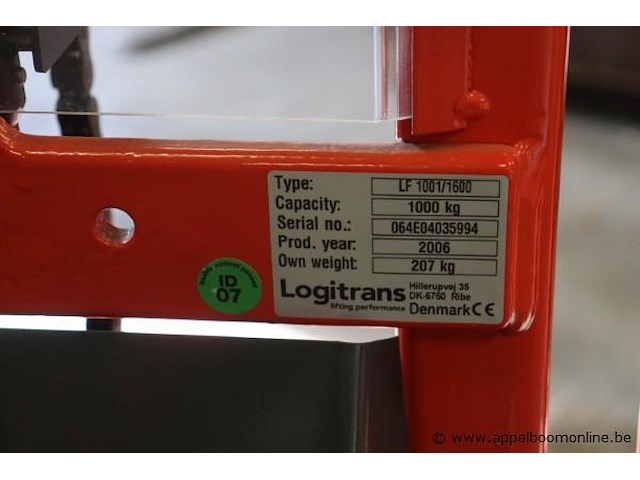 Type: LF 1001/1600
Capacity: 1000 kg
Serial no.: 064E04035994
Prod. year: 2006
Own weight: 207 kg
Logitrans
lifting performance
Hillerupvej 35
DK-6760 Ribe
Denmark CE
ID
07
© www.appelboomonline.be